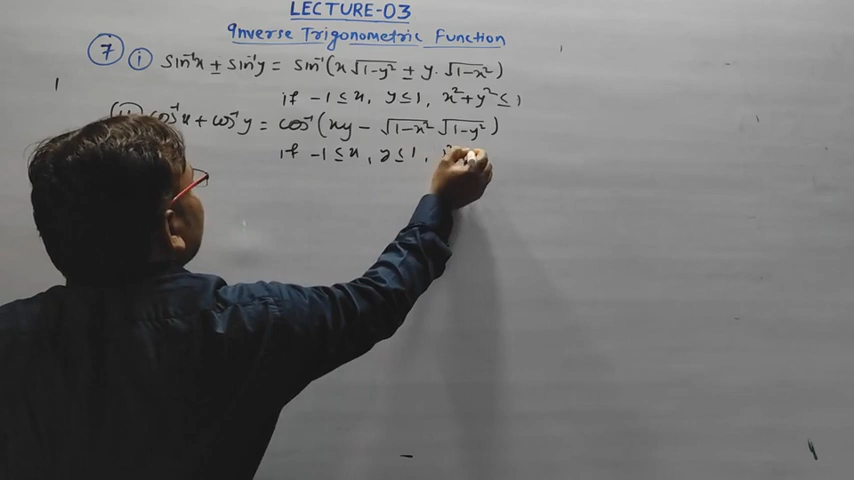 LECTURE-03
Inverse Trigonometric Function
⑦ ⓘ sin⁻¹x ± sin⁻¹y = sin⁻¹(x√1-y² ± y.√1-x²)
if -1 ≤ x, y ≤ 1, x²+y² ≤ 1
cos⁻¹x + cos⁻¹y = cos⁻¹(xy - √1-x² √1-y²)
if -1 ≤ x, y ≤ 1,